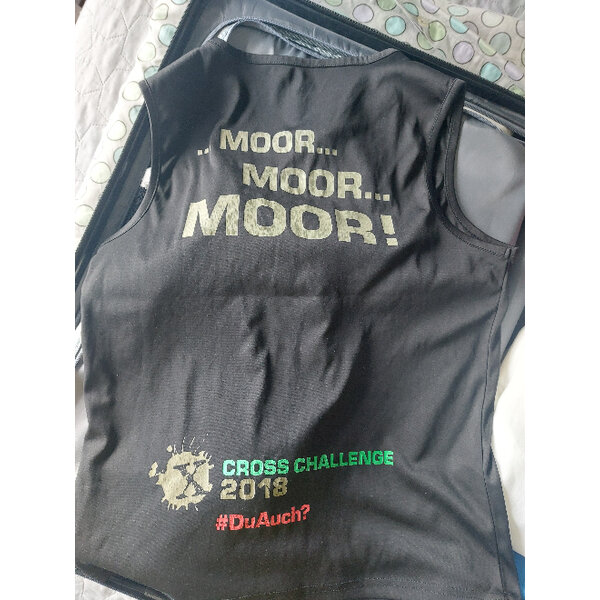 .. MOOR...
MOOR...
MOOR!
X
CROSS CHALLENGE
2018
#DuAuch?